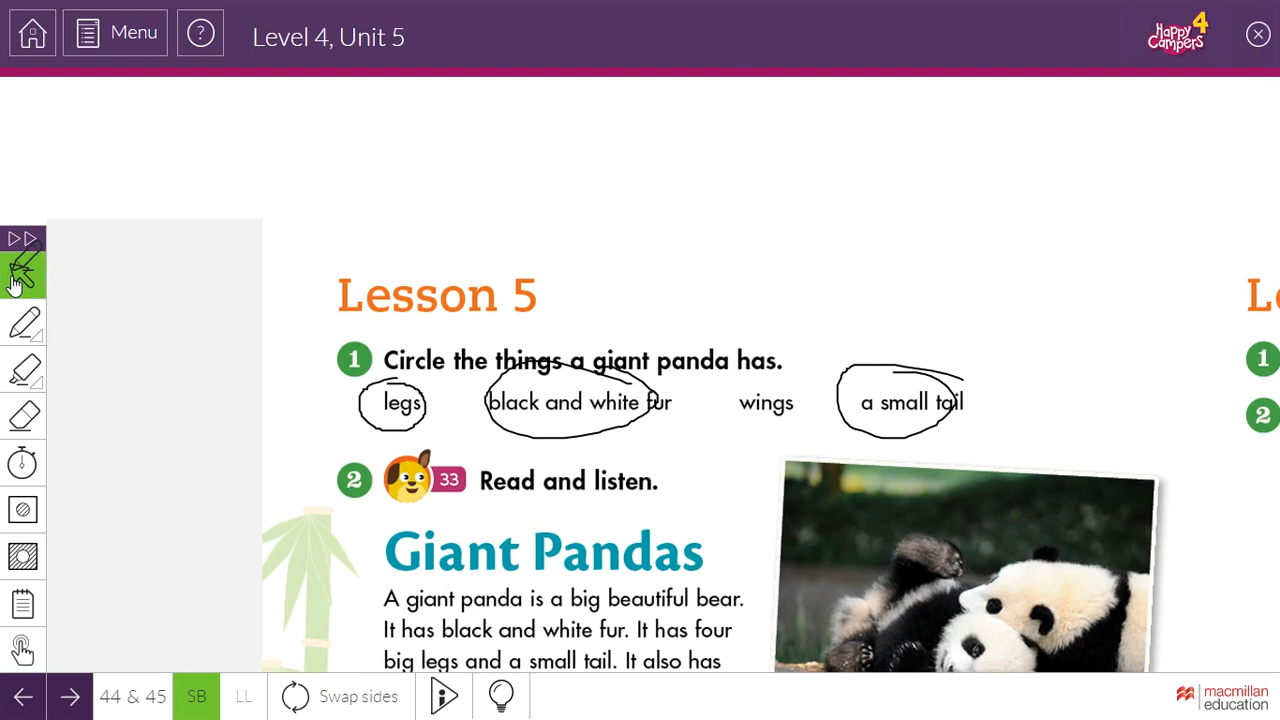 Menu
?
Level 4, Unit 5
Happy Campers 4
Lesson 5
1 Circle the things a giant panda has.
legs black and white fur wings a small tail
2 33 Read and listen.
Giant Pandas
A giant panda is a big beautiful bear.
It has black and white fur. It has four
big legs and a small tail. It also has
1
2
44 & 45
SB
LL
Swap sides
macmillan
education